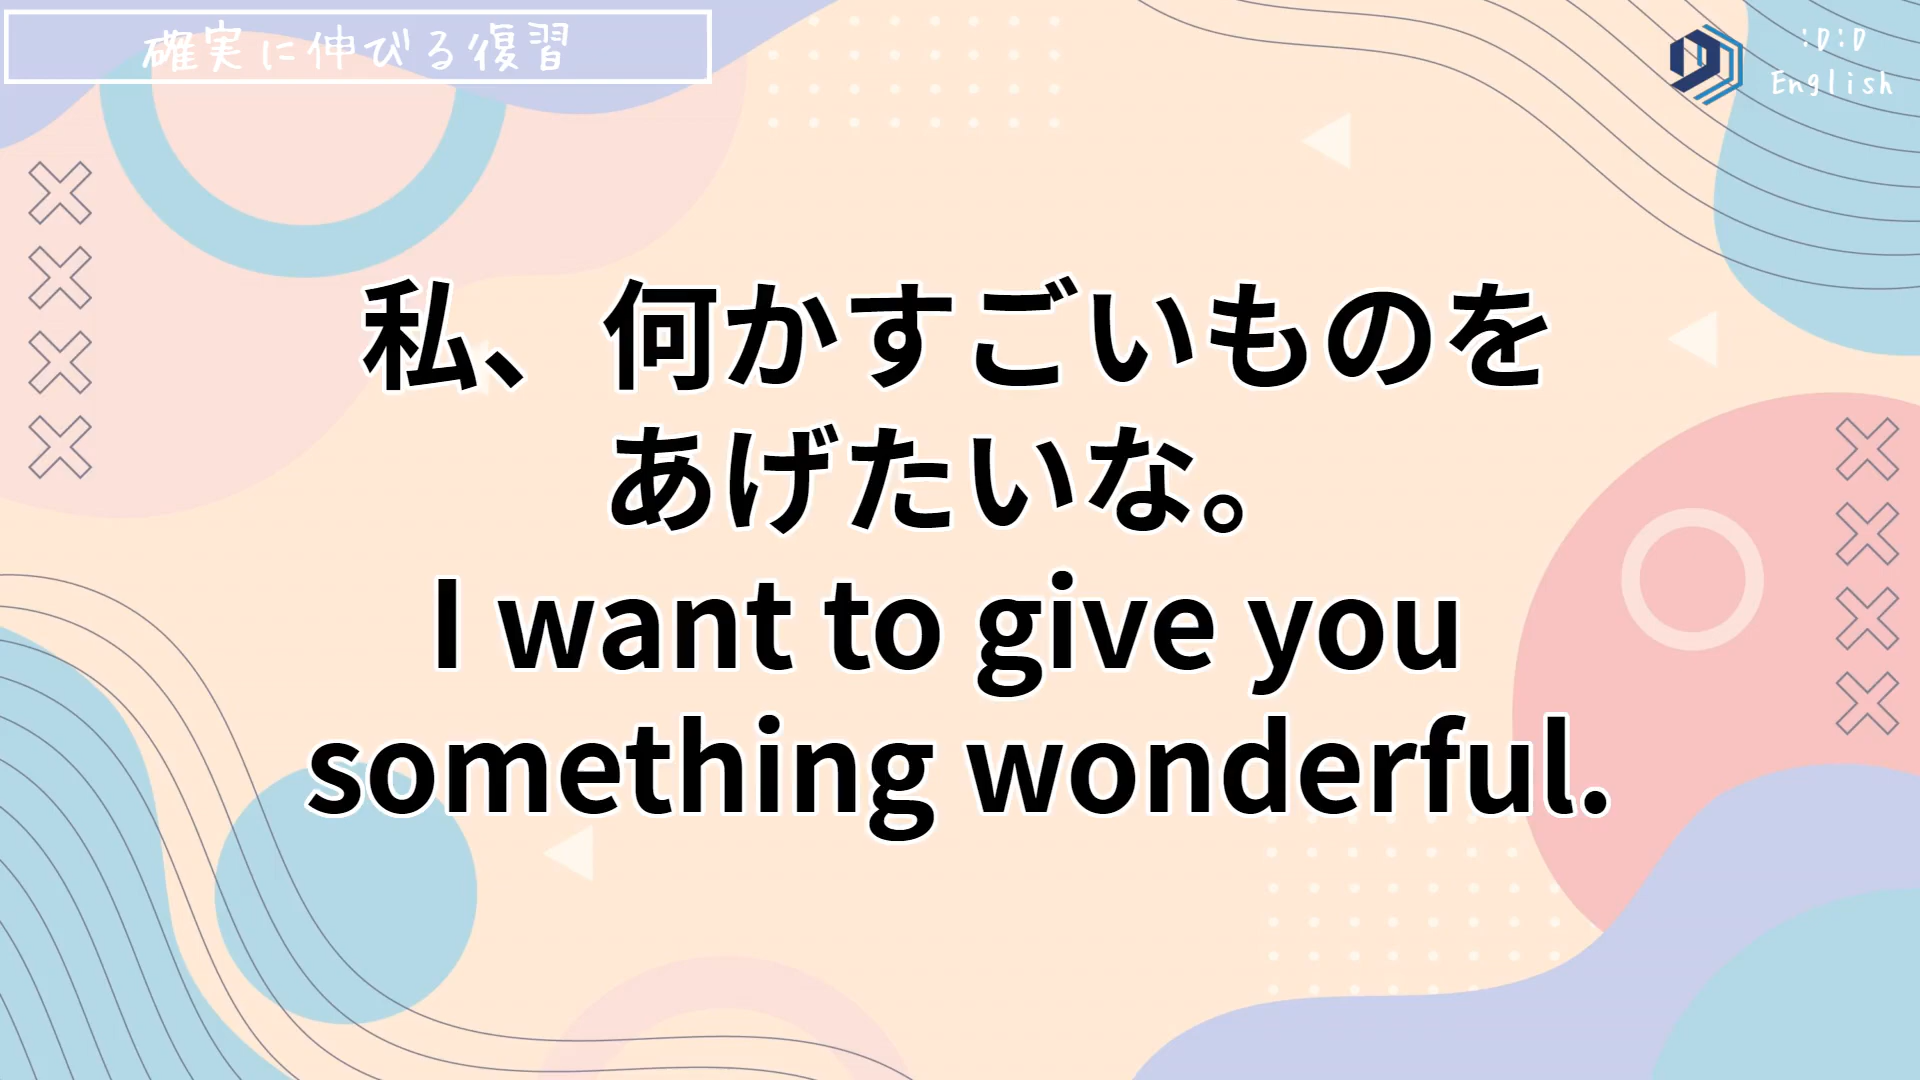 確実に伸びる復習
:D:D
English
私、何かすごいものを
あげたいな。
I want to give you
something wonderful.